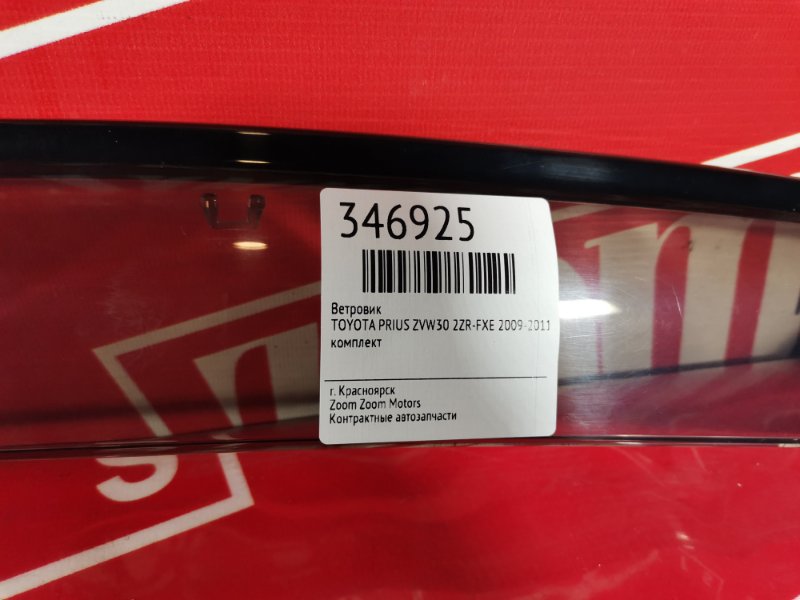 346925
Ветровик
TOYOTA PRIUS ZVW30 2ZR-FXE 2009-2011
комплект
г. Красноярск
Zoom Zoom Motors
Контрактные автозапчасти